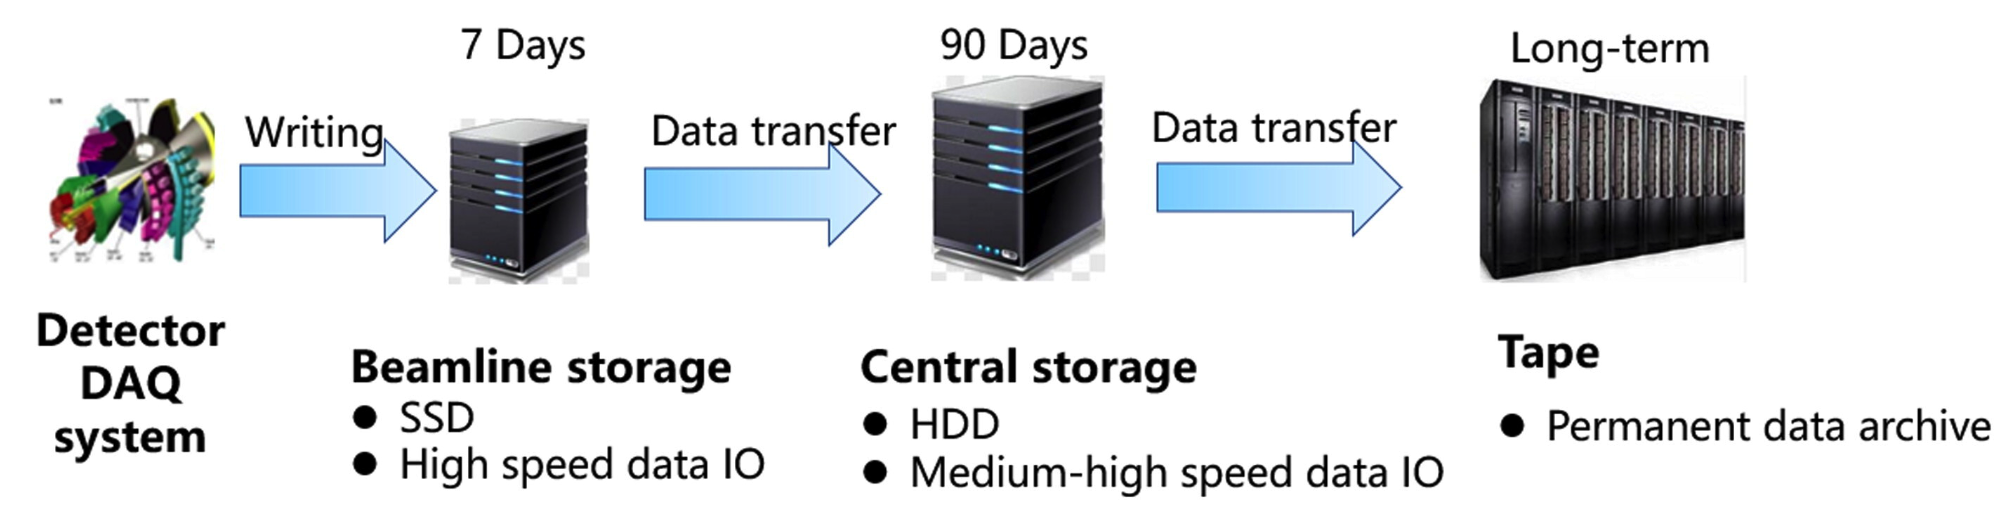 7 Days
90 Days
Long-term
Writing
Data transfer
Data transfer
Detector
DAQ
system
Beamline storage
● SSD
● High speed data IO
Central storage
● HDD
● Medium-high speed data IO
Tape
● Permanent data archive